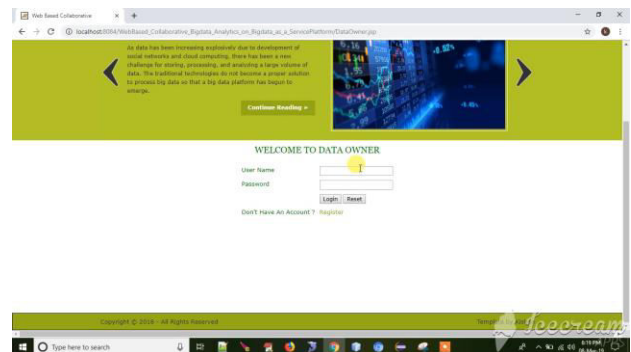 Web Based Collaborative
localhost:8084/WebBased_Collaborative_Bigdata_Analytics_on_Bigdata_as_a_ServicePlatform/DataOwner.jsp
As data has been increasing explosively due to development of
social networks and cloud computing, there has been a new
challenge for storing, processing, and analyzing a large volume of
data. The traditional technologies do not become a proper solution
to process big data so that a big data platform has begun to
emerge.
Continue Reading »
WELCOME TO DATA OWNER
User Name
Password
Login Reset
Don't Have An Account ? Register
Copyright © 2016 - All Rights Reserved
Icecream
Type here to search